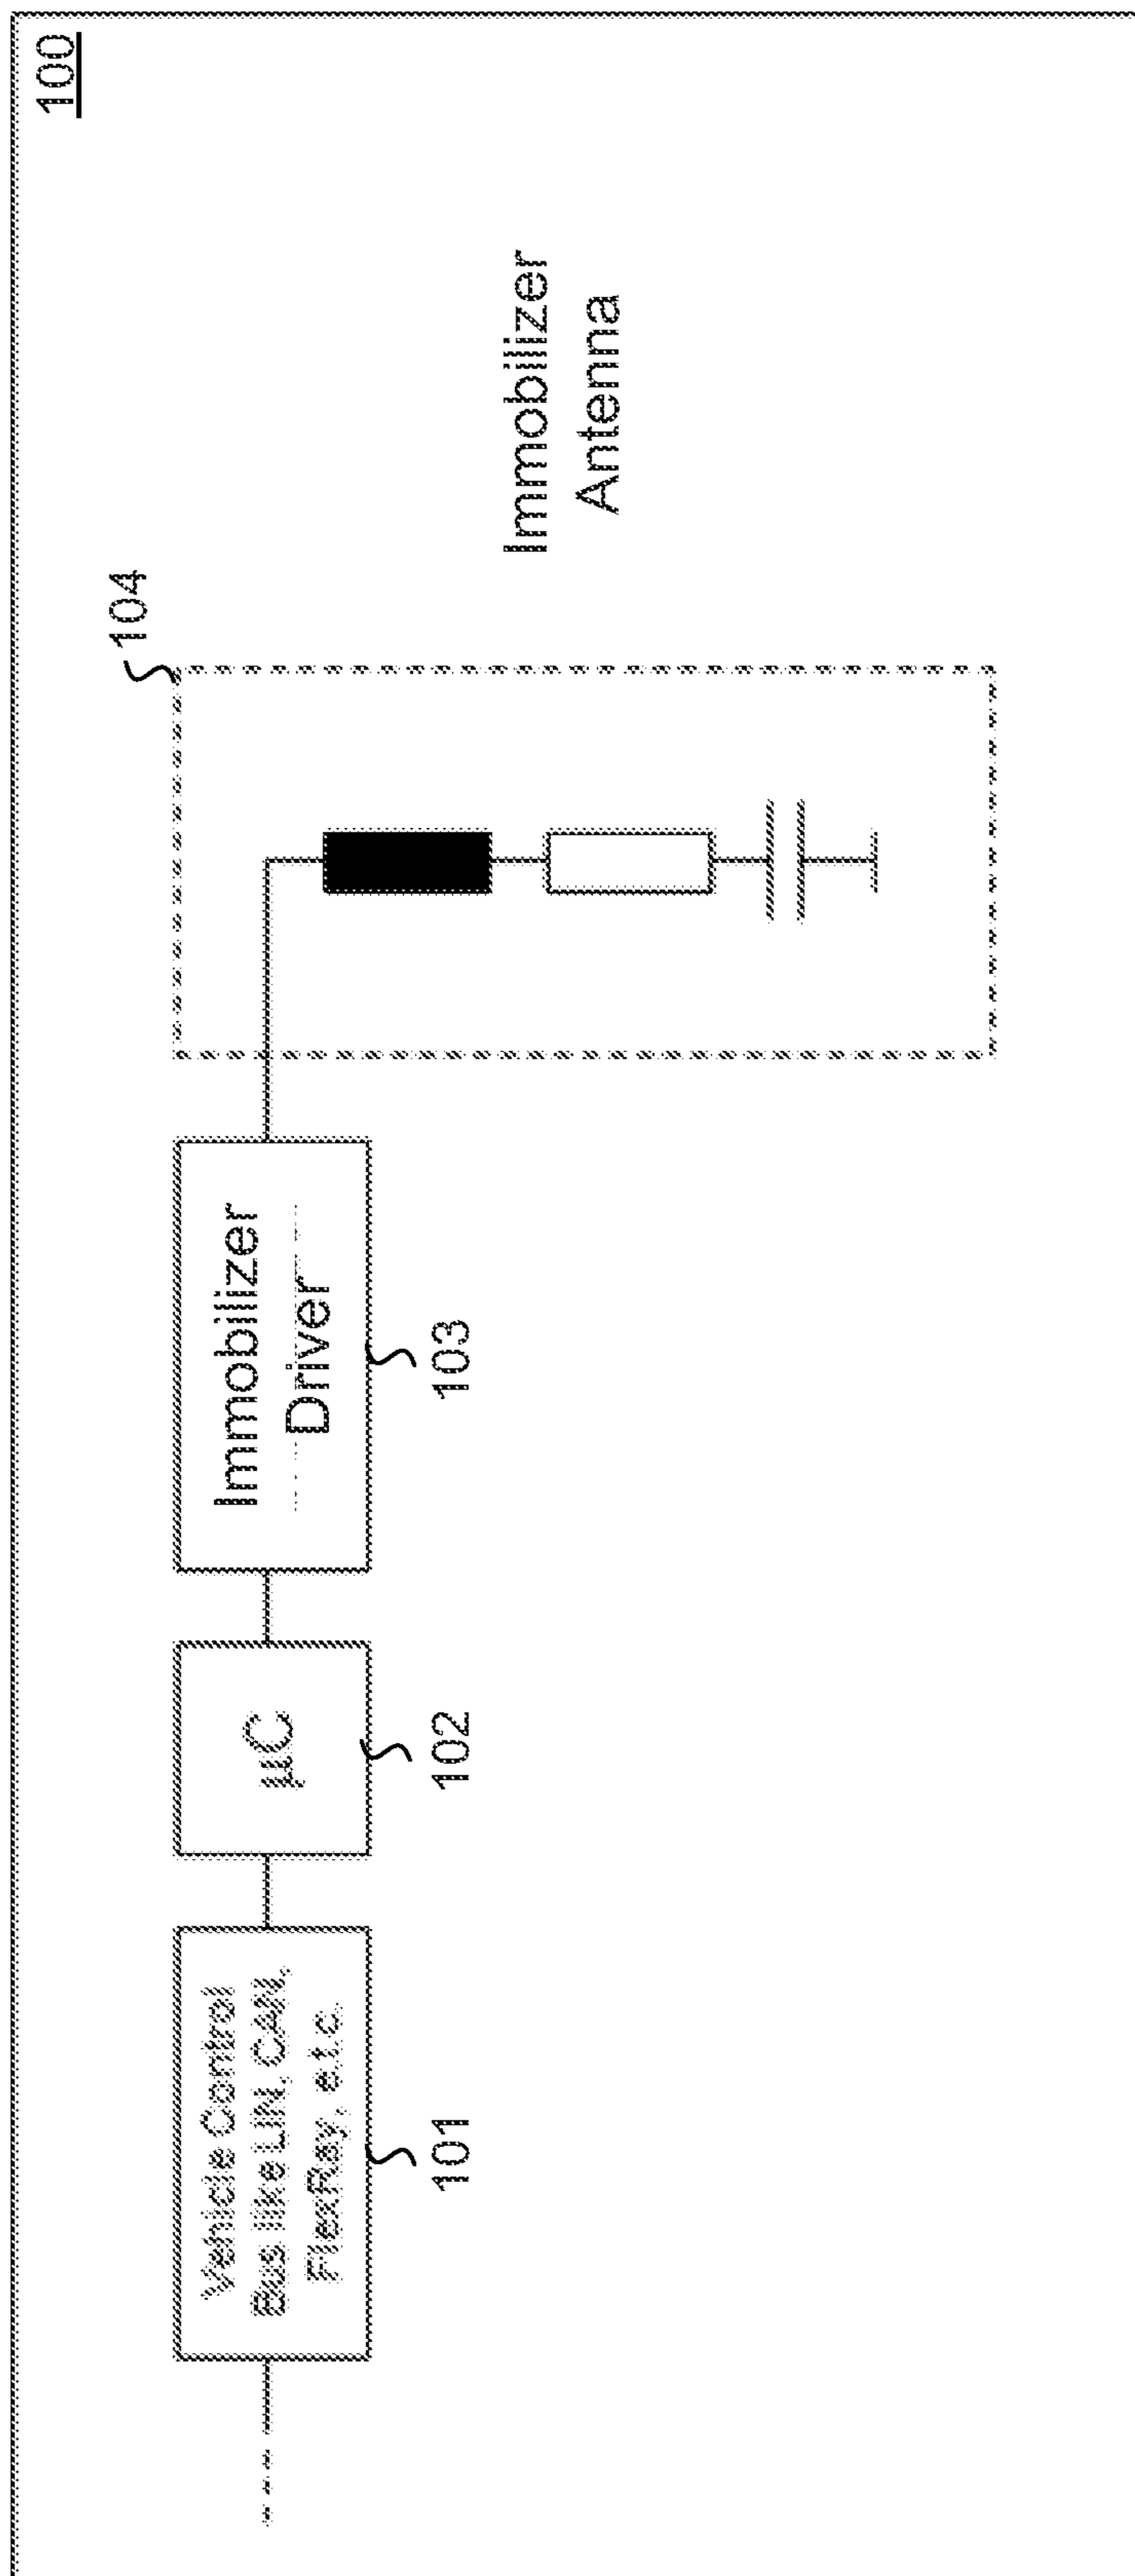 100
104
Immobilizer
Antenna
Vehicle Control
Bus like LIN, CAN,
FlexRay, e.t.c.
μC
Immobilizer
Driver
101
102
103